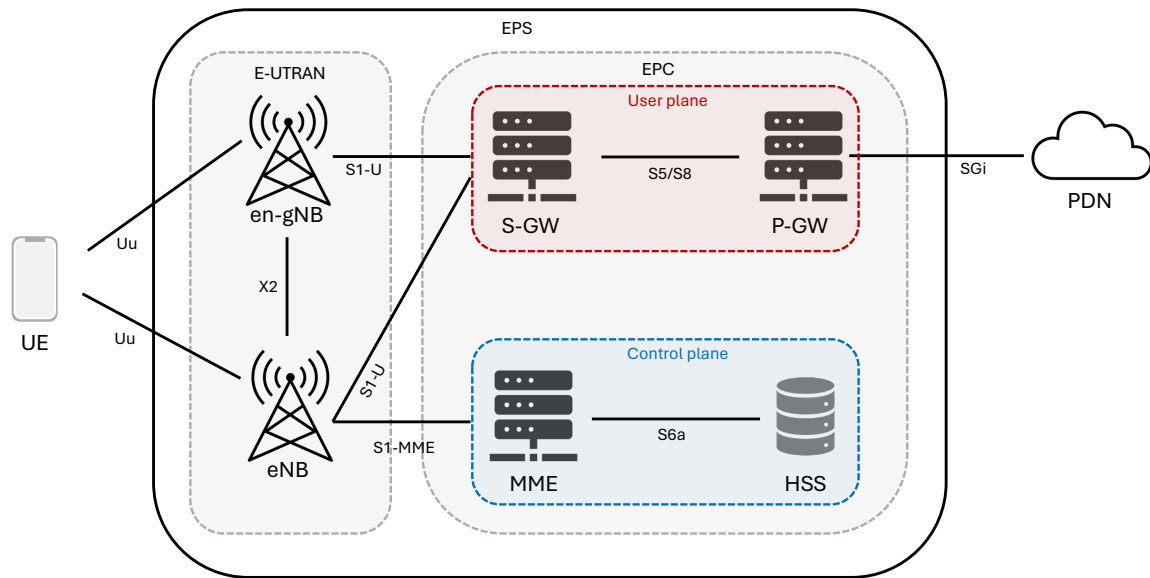 EPS
E-UTRAN
EPC
User plane
S1-U
S5/S8
SGi
en-gNB
S-GW
P-GW
PDN
Uu
X2
UE
Uu
Control plane
S1-U
S1-MME
S6a
eNB
MME
HSS